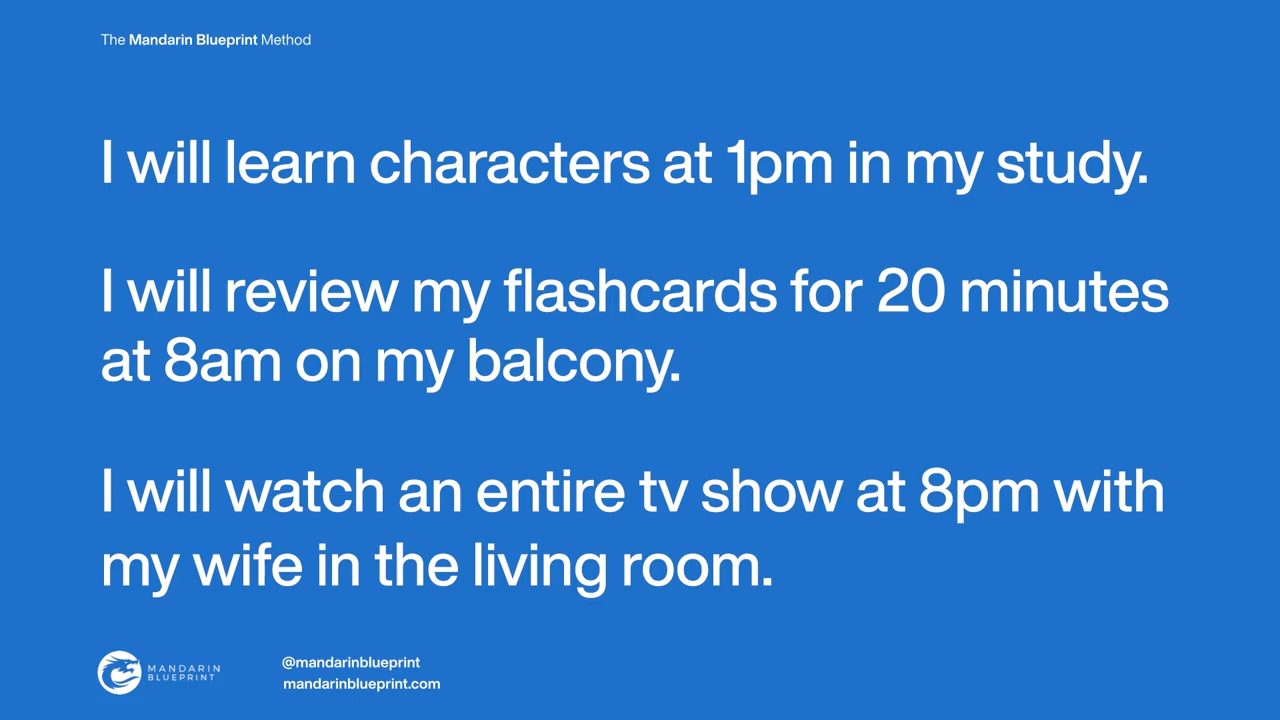 The Mandarin Blueprint Method
I will learn characters at 1pm in my study.
I will review my flashcards for 20 minutes
at 8am on my balcony.
I will watch an entire tv show at 8pm with
my wife in the living room.
MANDARIN
BLUEPRINT
@mandarinblueprint
mandarinblueprint.com